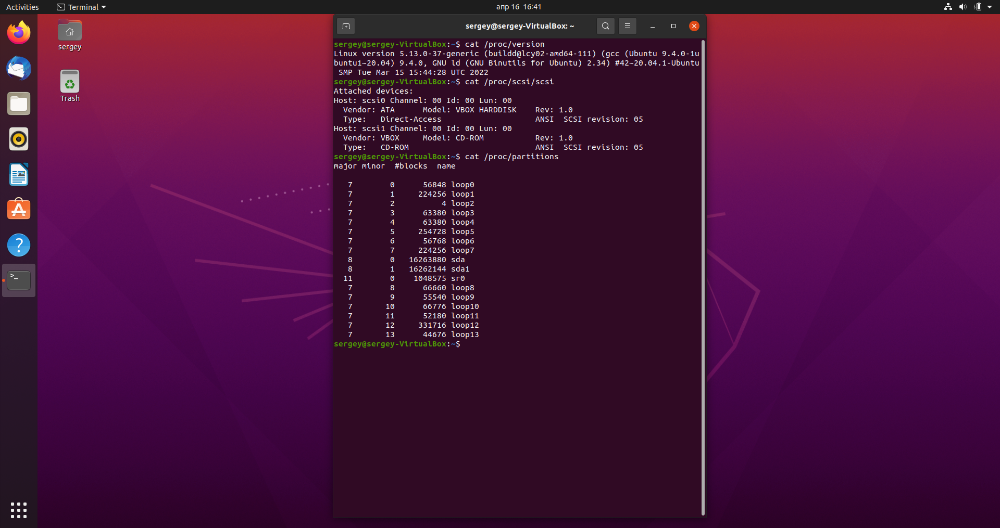 Activities
Terminal
апр 16 16:41
sergey
Trash
sergey@sergey-VirtualBox: ~
sergey@sergey-VirtualBox:~$ cat /proc/version
Linux version 5.13.0-37-generic (buildd@lcy02-amd64-111) (gcc (Ubuntu 9.4.0-1u
buntu1~20.04) 9.4.0, GNU ld (GNU Binutils for Ubuntu) 2.34) #42~20.04.1-Ubuntu
 SMP Tue Mar 15 15:44:28 UTC 2022
sergey@sergey-VirtualBox:~$ cat /proc/scsi/scsi
Attached devices:
Host: scsi0 Channel: 00 Id: 00 Lun: 00
  Vendor: ATA      Model: VBOX HARDDISK    Rev: 1.0
  Type:   Direct-Access                    ANSI  SCSI revision: 05
Host: scsi1 Channel: 00 Id: 00 Lun: 00
  Vendor: VBOX     Model: CD-ROM           Rev: 1.0
  Type:   CD-ROM                           ANSI  SCSI revision: 05
sergey@sergey-VirtualBox:~$ cat /proc/partitions
major minor  #blocks  name
   7        0      56848 loop0
   7        1     224256 loop1
   7        2          4 loop2
   7        3      63380 loop3
   7        4      63380 loop4
   7        5     254728 loop5
   7        6      56768 loop6
   7        7     224256 loop7
   8        0   16263880 sda
   8        1   16262144 sda1
  11        0    1048575 sr0
   7        8      66660 loop8
   7        9      55540 loop9
   7       10      66776 loop10
   7       11      52180 loop11
   7       12     331716 loop12
   7       13      44676 loop13
sergey@sergey-VirtualBox:~$